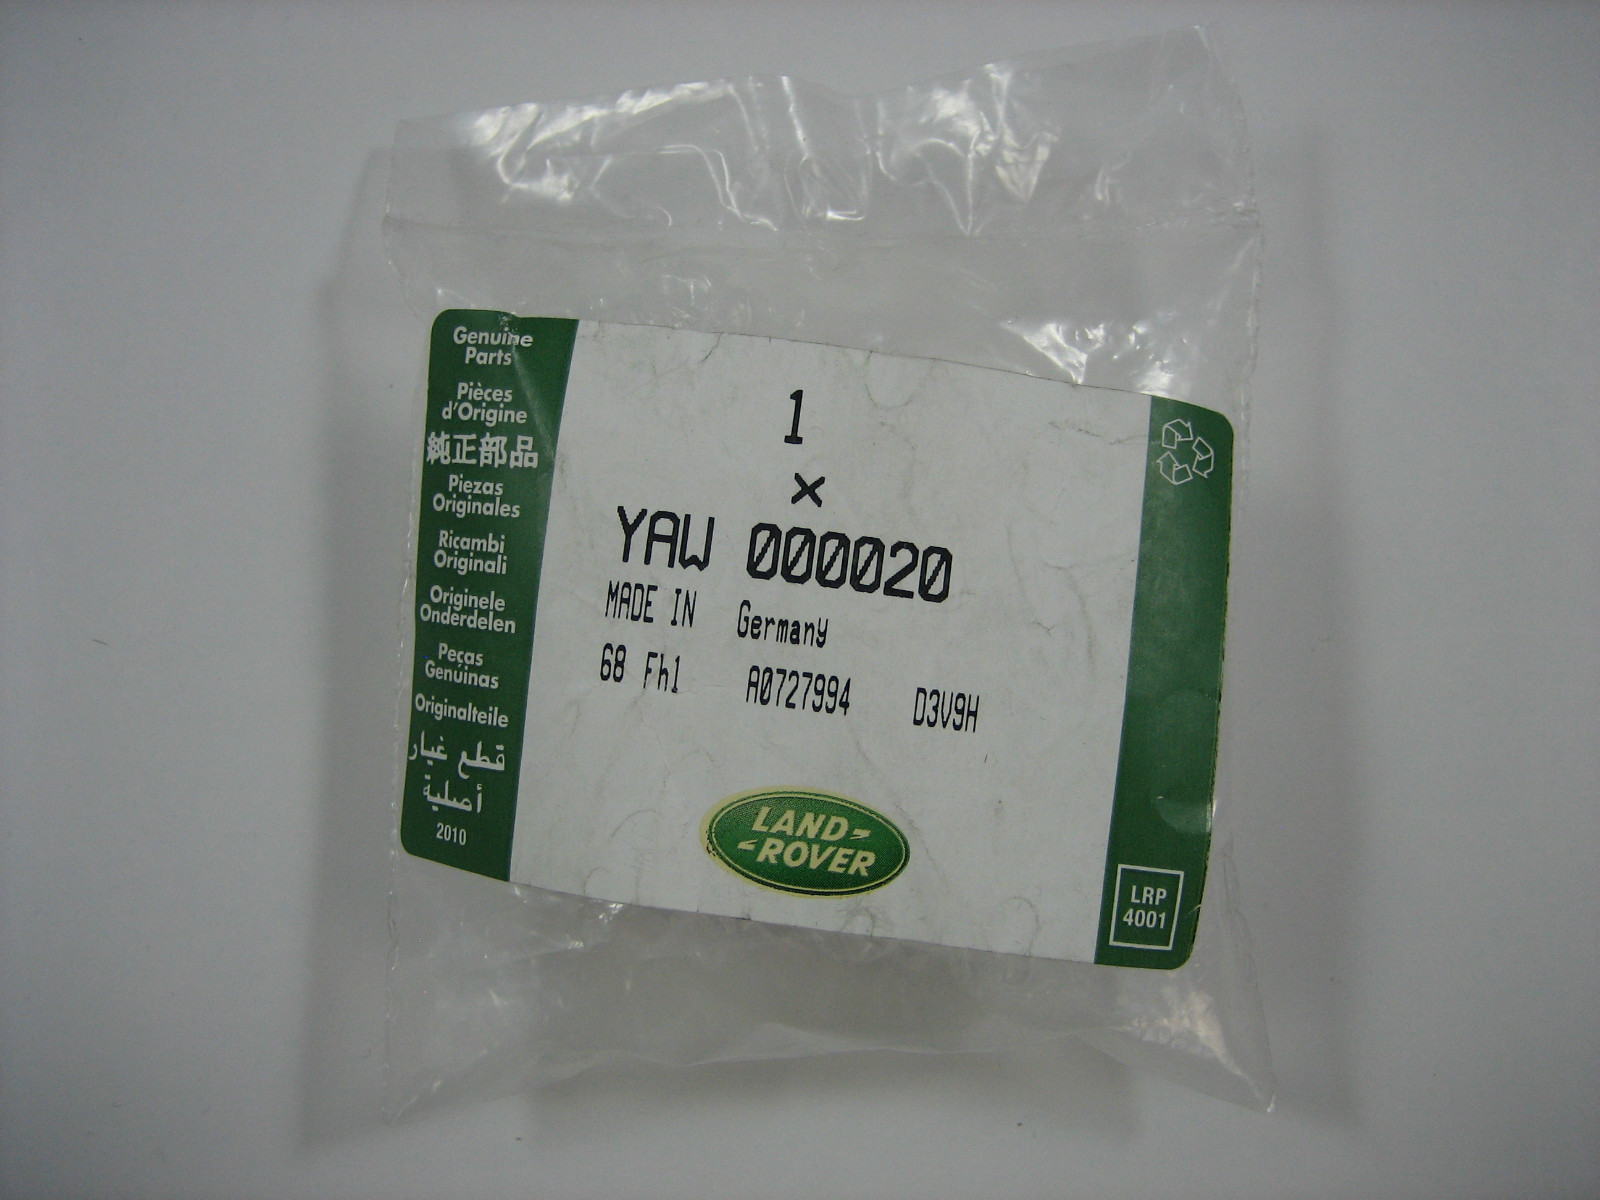 Genuine
Parts
Pièces
d'Origine
純正部品
Piezas
Originales
Ricambi
Originali
Originele
Onderdelen
Peças
Genúinas
Originalteile
قطع غيار
أصلية
2010
1
x
YAW 000020
MADE IN Germany
68 Fh1 A0727994 D3V9H
LAND-
-ROVER
LRP
4001